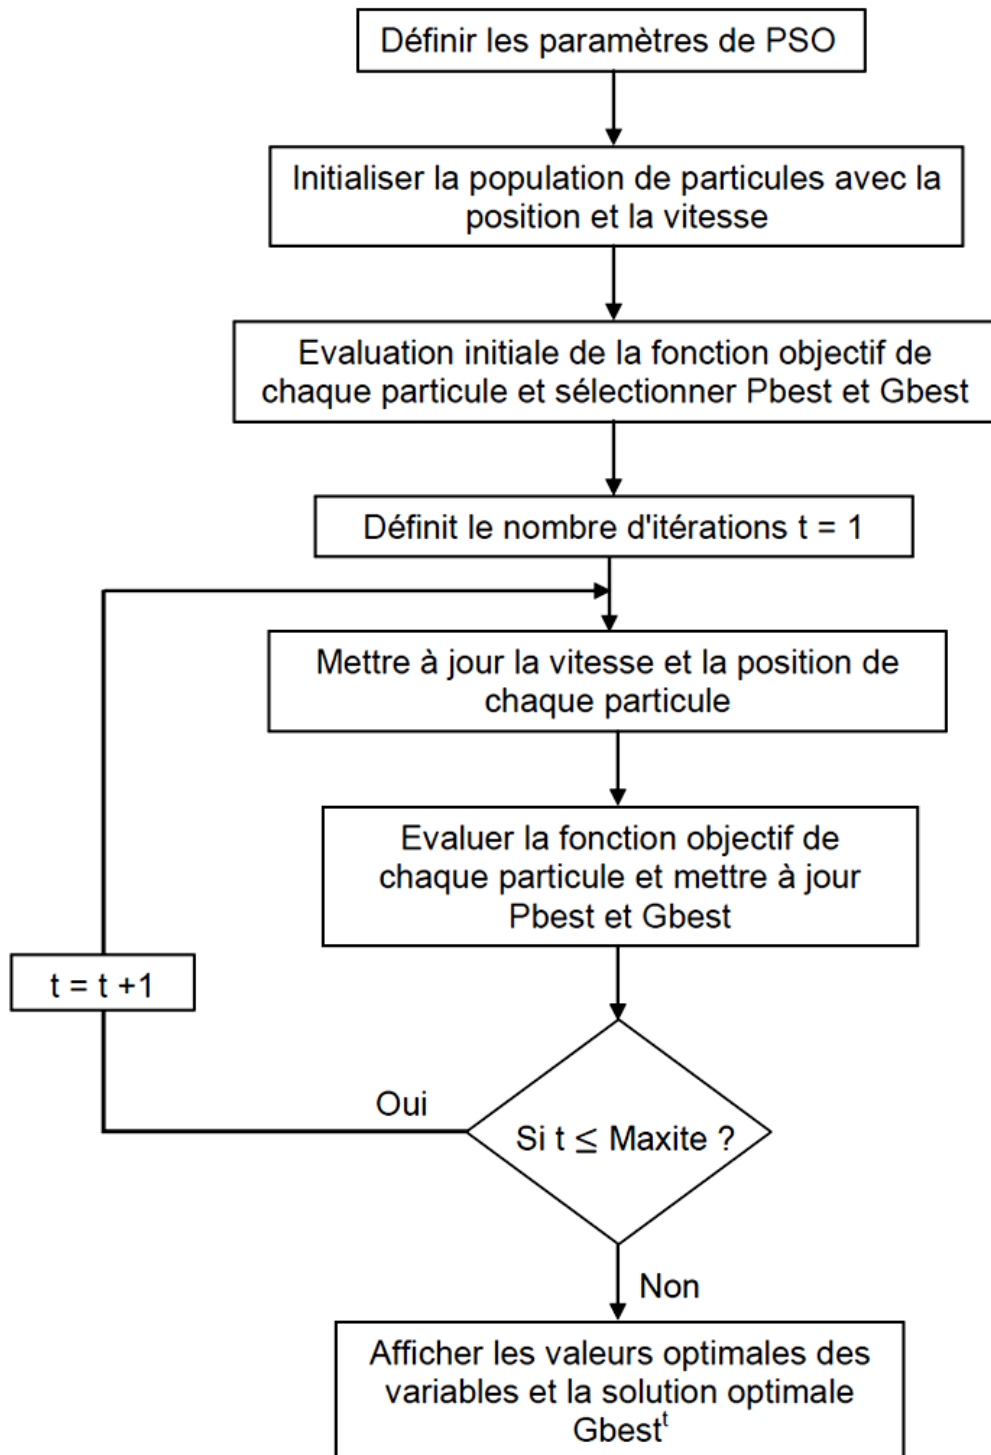 Définir les paramètres de PSO
Initialiser la population de particules avec la
position et la vitesse
Evaluation initiale de la fonction objectif de
chaque particule et sélectionner Pbest et Gbest
Définit le nombre d'itérations t = 1
Mettre à jour la vitesse et la position de
chaque particule
Evaluer la fonction objectif de
chaque particule et mettre à jour
Pbest et Gbest
t = t +1
Oui
Si t ≤ Maxite ?
Non
Afficher les valeurs optimales des
variables et la solution optimale
Gbestᵗ